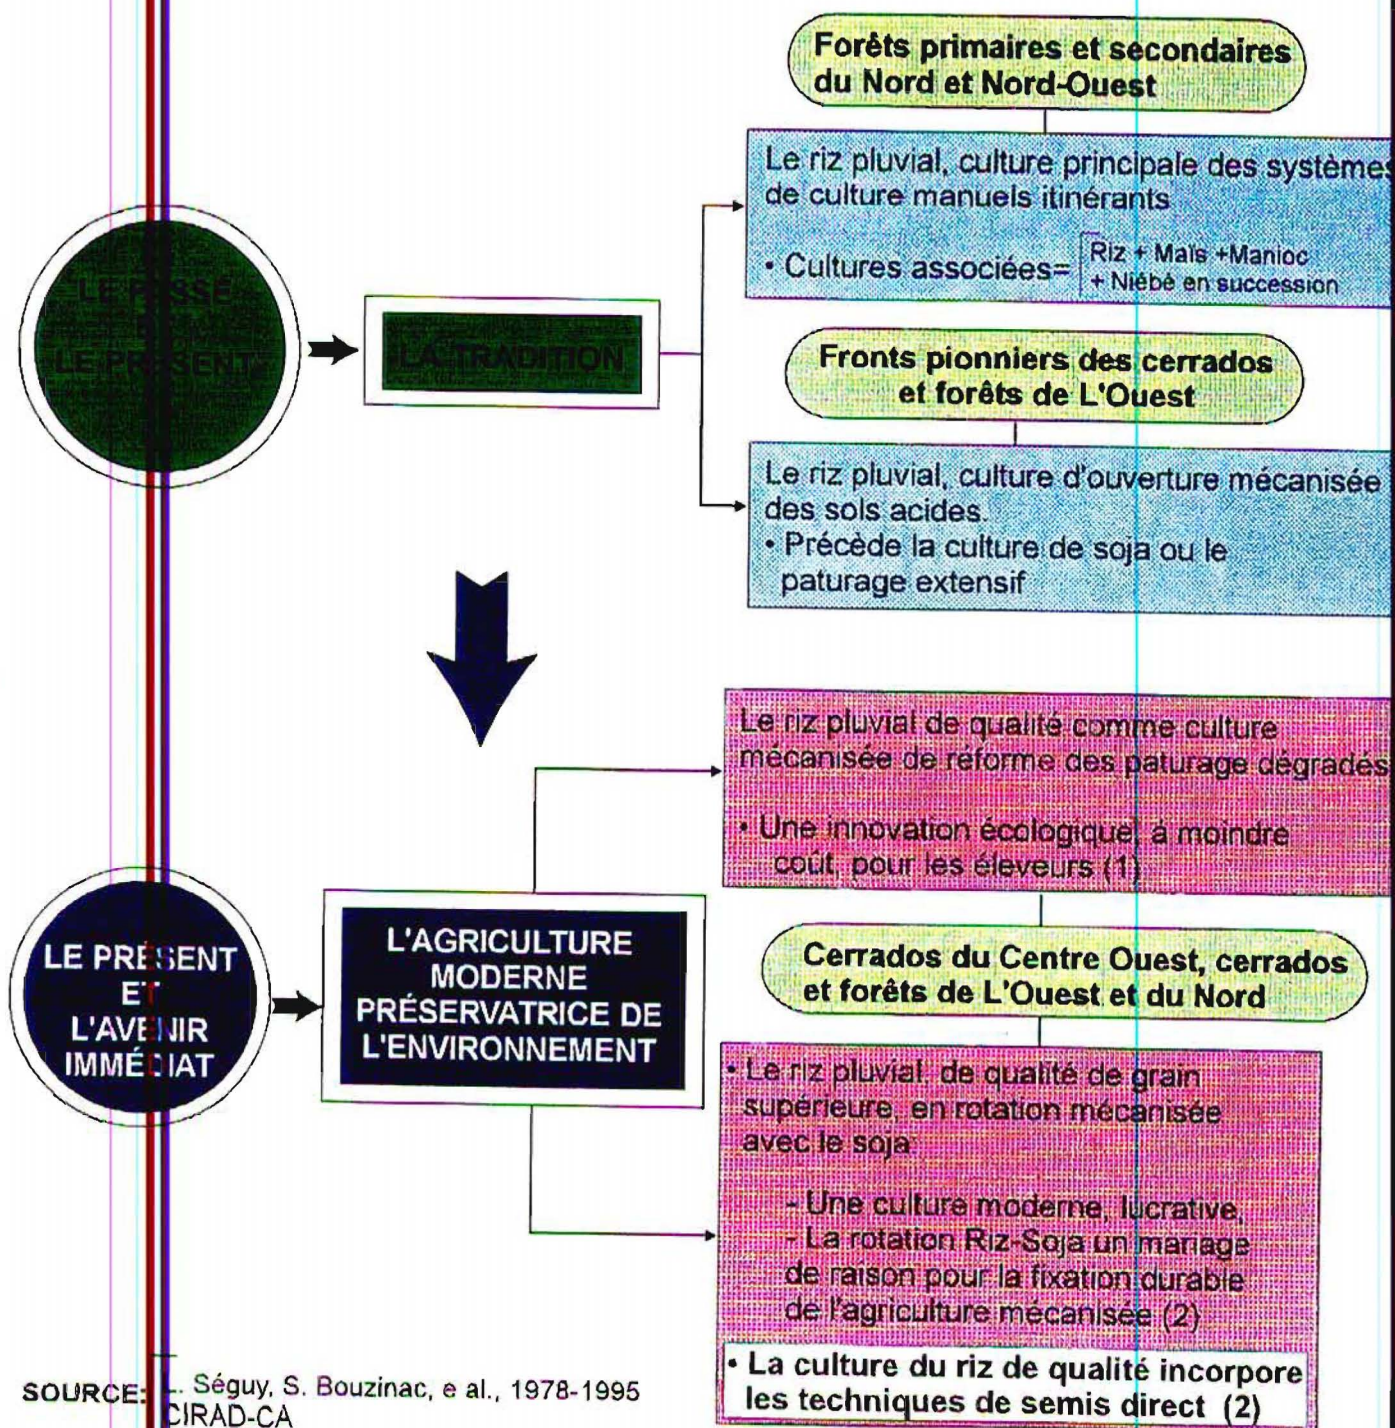 Forêts primaires et secondaires
du Nord et Nord-Ouest
Le riz pluvial, culture principale des systèmes
de culture manuels itinérants
• Cultures associées=
Riz + Maïs +Manioc
+ Niébé en succession
LE PASSÉ
LE PRÉSENT
LA TRADITION
Fronts pionniers des cerrados
et forêts de L'Ouest
Le riz pluvial, culture d'ouverture mécanisée
des sols acides.
• Précède la culture de soja ou le
paturage extensif
Le riz pluvial de qualité comme culture
mécanisée de réforme des paturage dégradés
• Une innovation écologique, à moindre
coût, pour les éleveurs (1)
LE PRÉSENT
ET
L'AVENIR
IMMÉDIAT
L'AGRICULTURE
MODERNE
PRÉSERVATRICE DE
L'ENVIRONNEMENT
Cerrados du Centre Ouest, cerrados
et forêts de L'Ouest et du Nord
• Le riz pluvial, de qualité de grain
supérieure, en rotation mécanisée
avec le soja
- Une culture moderne, lucrative,
- La rotation Riz-Soja un mariage
de raison pour la fixation durable
de l'agriculture mécanisée (2)
• La culture du riz de qualité incorpore
les techniques de semis direct (2)
SOURCE: L. Séguy, S. Bouzinac, e al., 1978-1995
CIRAD-CA